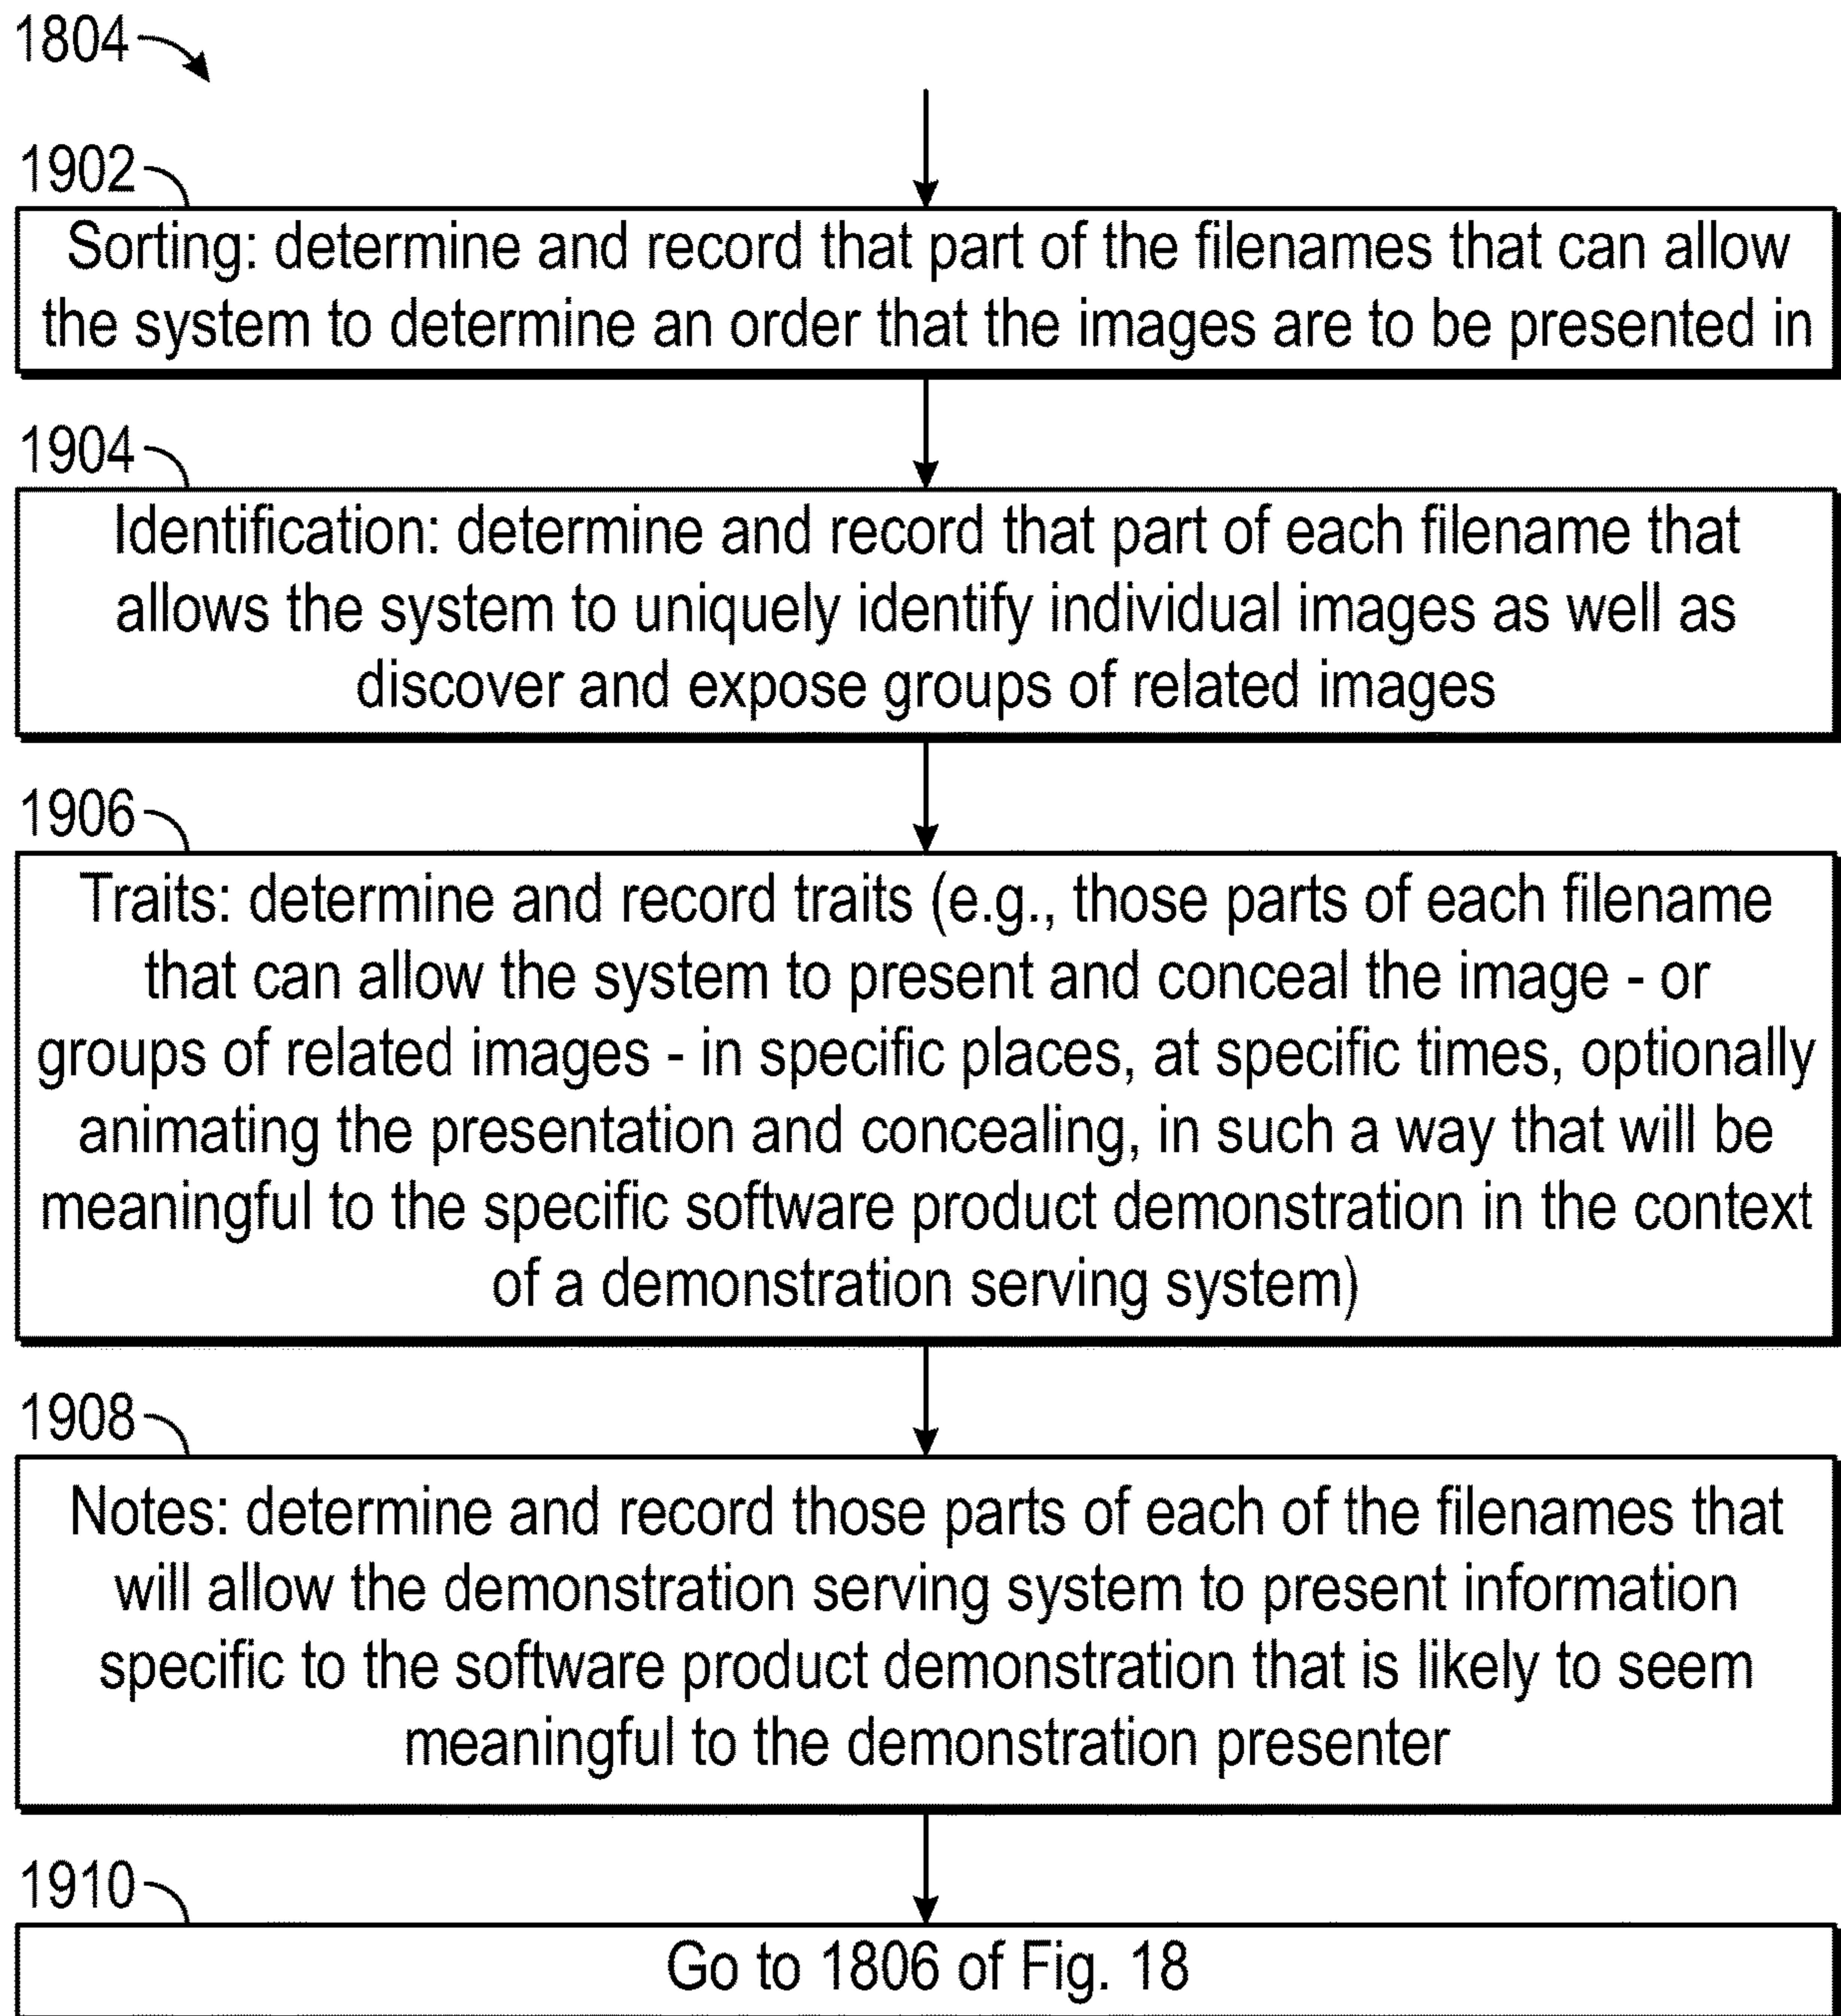 1804
1902
Sorting: determine and record that part of the filenames that can allow
the system to determine an order that the images are to be presented in
1904
Identification: determine and record that part of each filename that
allows the system to uniquely identify individual images as well as
discover and expose groups of related images
1906
Traits: determine and record traits (e.g., those parts of each filename
that can allow the system to present and conceal the image - or
groups of related images - in specific places, at specific times, optionally
animating the presentation and concealing, in such a way that will be
meaningful to the specific software product demonstration in the context
of a demonstration serving system)
1908
Notes: determine and record those parts of each of the filenames that
will allow the demonstration serving system to present information
specific to the software product demonstration that is likely to seem
meaningful to the demonstration presenter
1910
Go to 1806 of Fig. 18